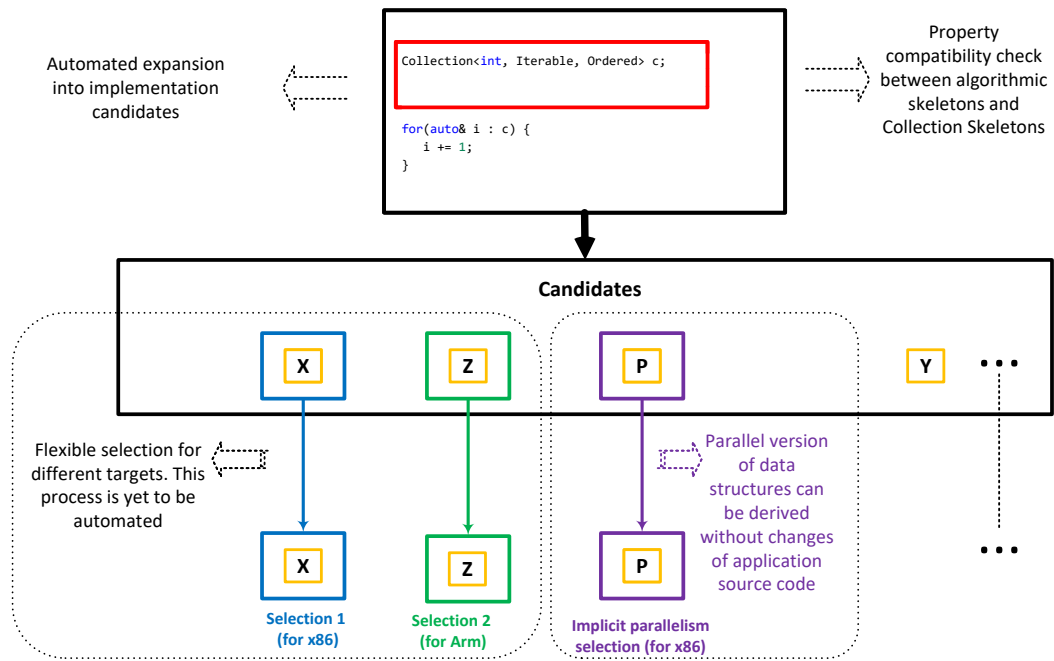 Automated expansion
into implementation
candidates
Collection<int, Iterable, Ordered> c;
for(auto& i : c) {
i += 1;
}
Property
compatibility check
between algorithmic
skeletons and
Collection Skeletons
Candidates
X
Z
P
Y
...
Flexible selection for
different targets. This
process is yet to be
automated
Parallel version
of data
structures can
be derived
without changes
of application
source code
X
Z
P
...
Selection 1
(for x86)
Selection 2
(for Arm)
Implicit parallelism
selection (for x86)